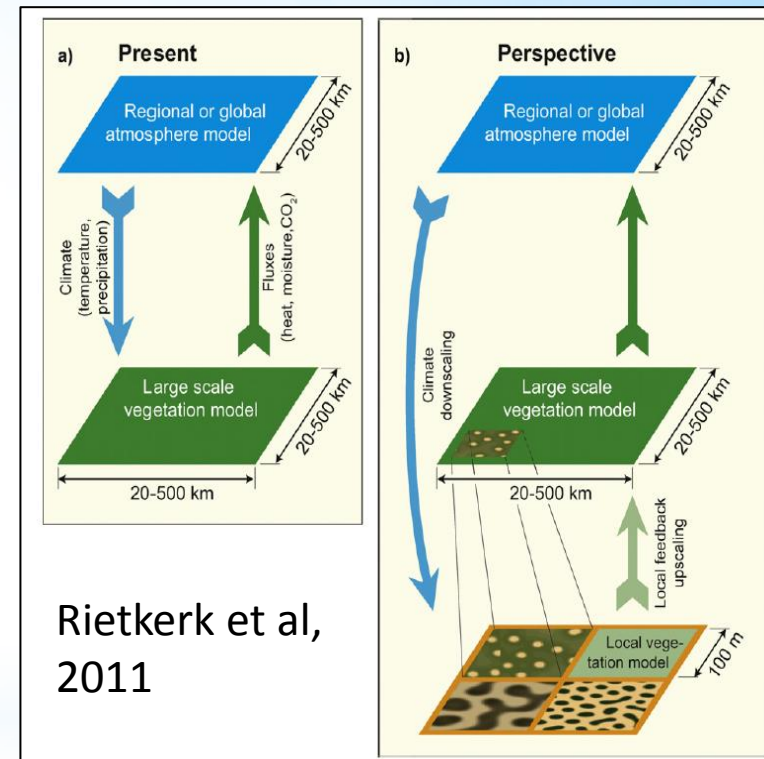 a) Present
Regional or global
atmosphere model
20-500 km
Climate
(temperature,
precipitation)
Fluxes
(heat, moisture,CO₂)
Large scale
vegetation model
20-500 km
20-500 km
Rietkerk et al,
2011
b) Perspective
Regional or global
atmosphere model
20-500 km
Climate
downscaling
Large scale
vegetation model
20-500 km
20-500 km
Local feedback
upscaling
Local vege-
tation model
100 m